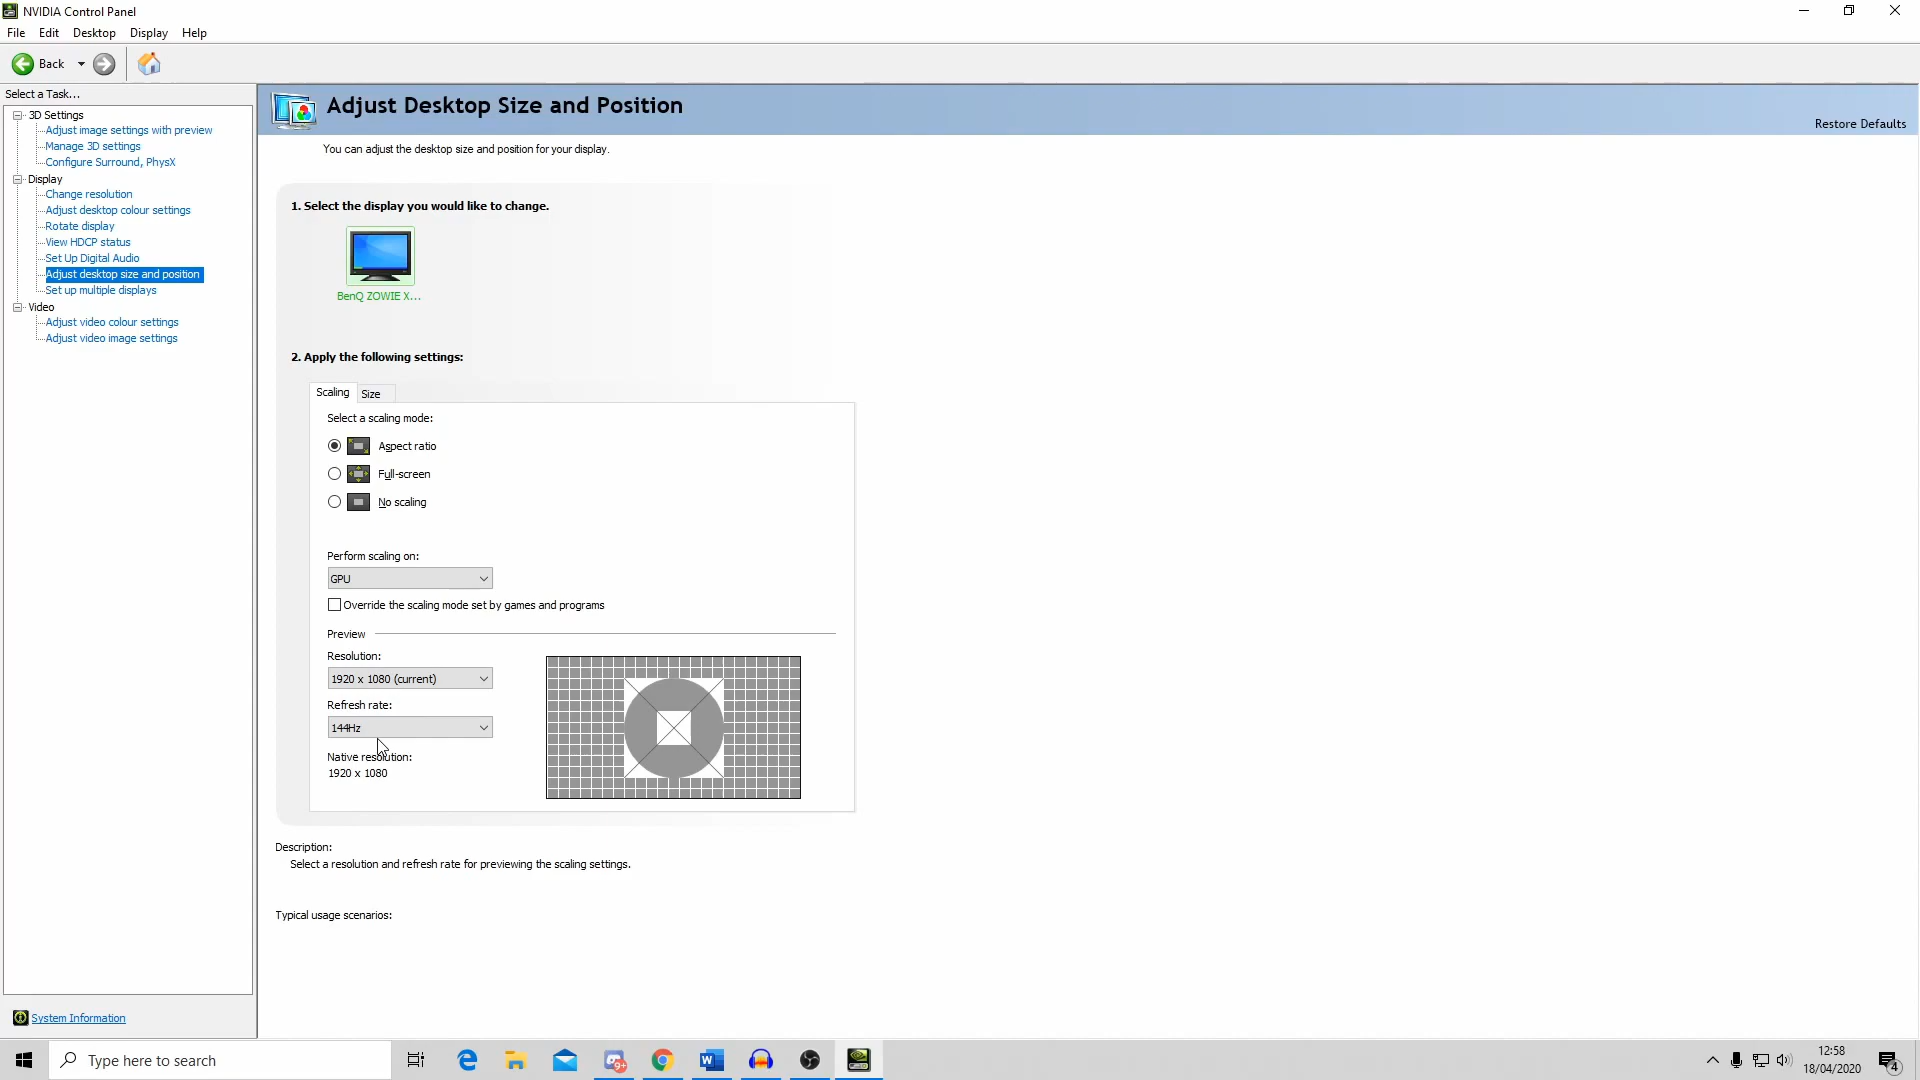 NVIDIA Control Panel
File Edit Desktop Display Help
Back
Select a Task...
3D Settings
Adjust image settings with preview
Manage 3D settings
Configure Surround, PhysX
Display
Change resolution
Adjust desktop colour settings
Rotate display
View HDCP status
Set Up Digital Audio
Adjust desktop size and position
Set up multiple displays
Video
Adjust video colour settings
Adjust video image settings
System Information
Adjust Desktop Size and Position
Restore Defaults
You can adjust the desktop size and position for your display.
1. Select the display you would like to change.
BenQ ZOWIE X...
2. Apply the following settings:
Scaling Size
Select a scaling mode:
Aspect ratio
Full-screen
No scaling
Perform scaling on:
GPU
Override the scaling mode set by games and programs
Preview
Resolution:
1920 x 1080 (current)
Refresh rate:
144Hz
Native resolution:
1920 x 1080
Description:
Select a resolution and refresh rate for previewing the scaling settings.
Typical usage scenarios:
Type here to search
9+
W
12:58
18/04/2020
4